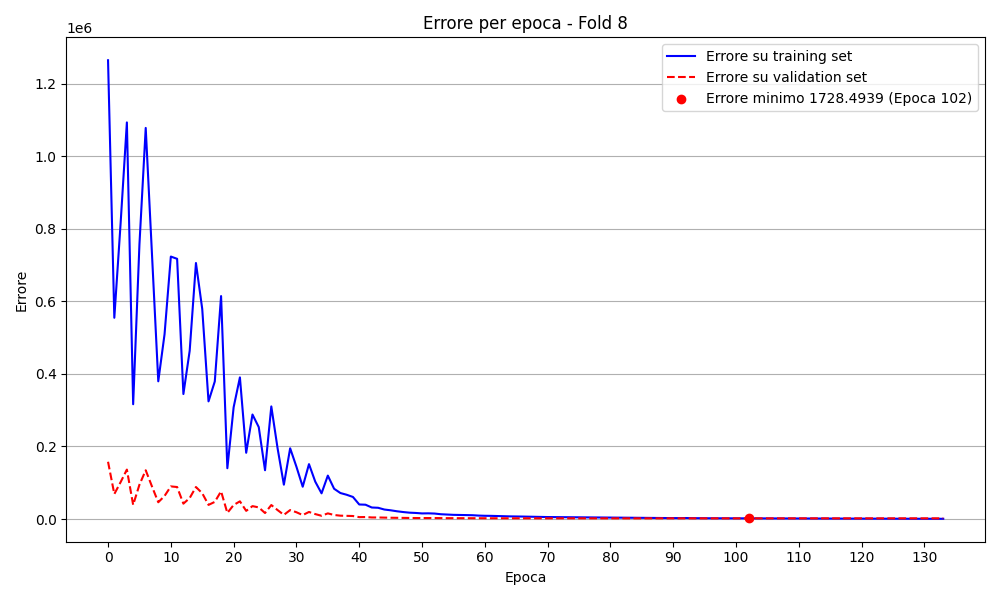 Errore per epoca - Fold 8
1e6
Errore su training set
Errore su validation set
Errore minimo 1728.4939 (Epoca 102)
1.2
1.0
0.8
0.6
0.4
0.2
0.0
Errore
0 10 20 30 40 50 60 70 80 90 100 110 120 130
Epoca